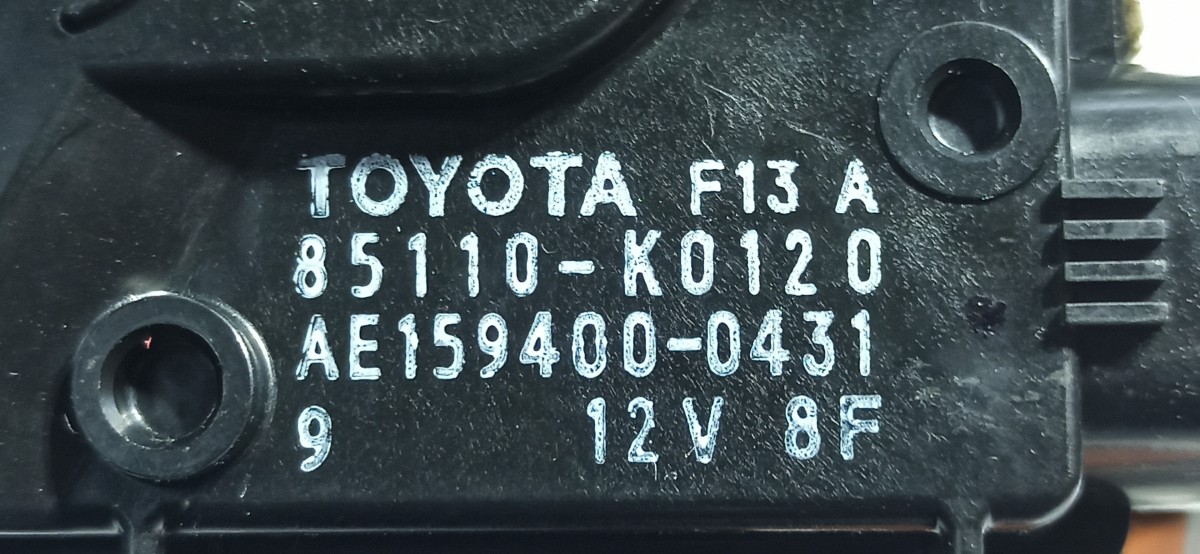 TOYOTA F13 A
85110-K0120
AE159400-0431
9 12V 8F